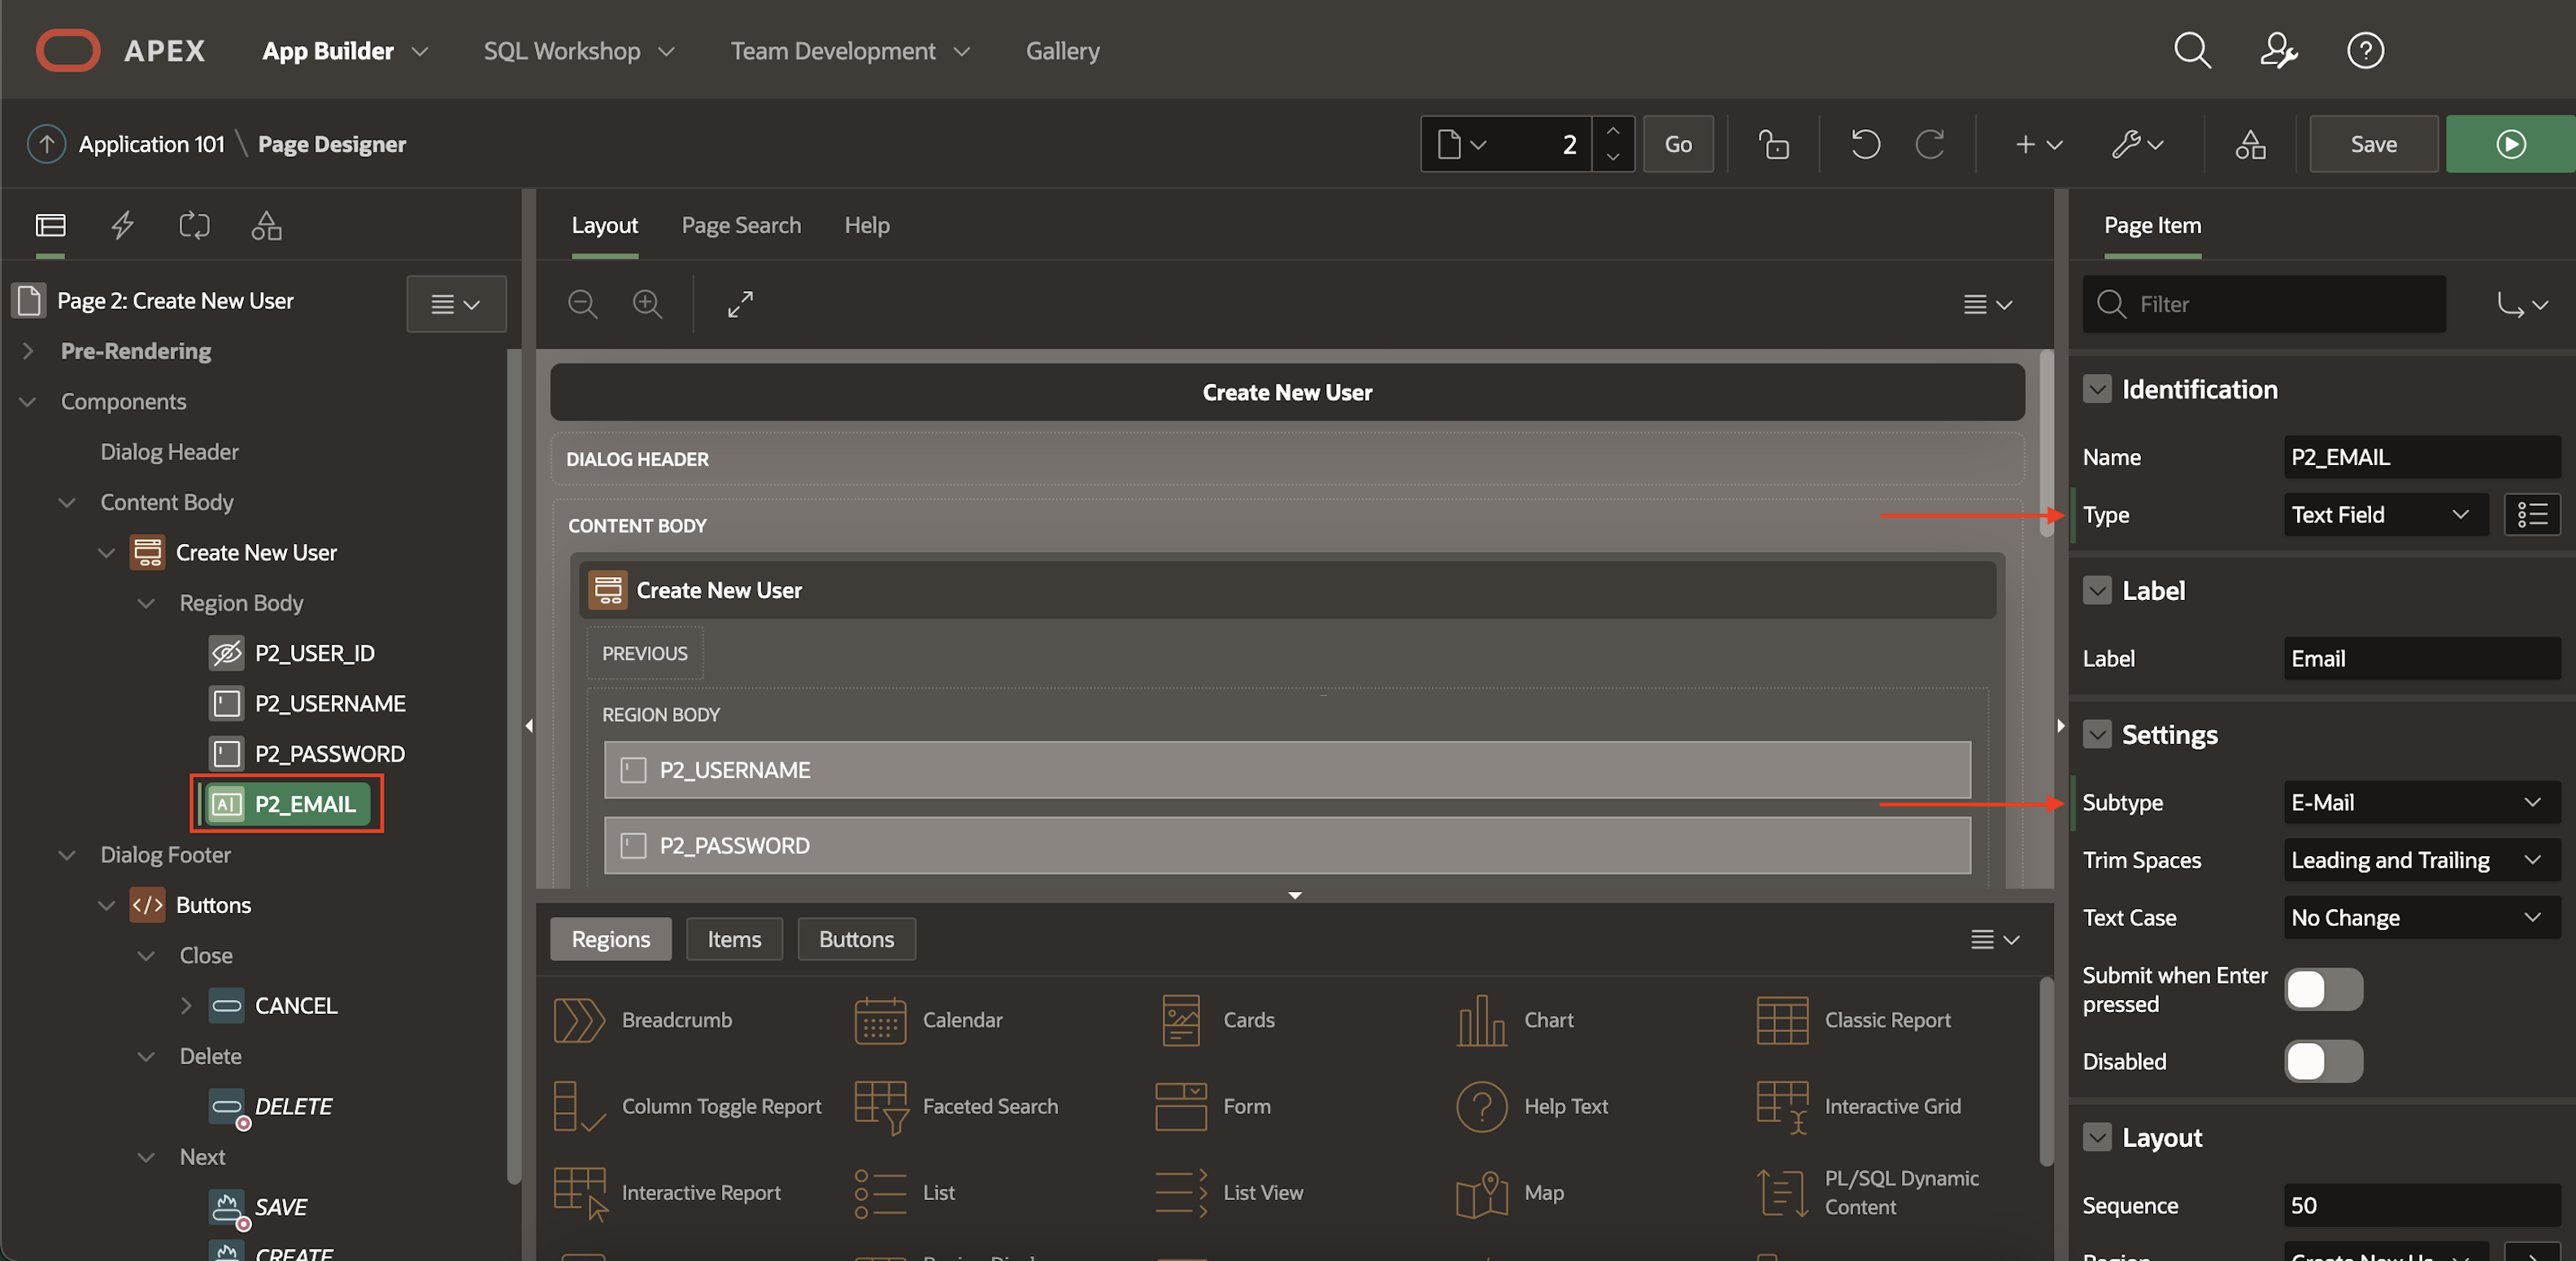 APEX App Builder SQL Workshop Team Development Gallery
Application 101 \ Page Designer 2 Go Save
Layout Page Search Help
Page Item
Page 2: Create New User
Pre-Rendering
Components
Dialog Header
Content Body
Create New User
Region Body
P2_USER_ID
P2_USERNAME
P2_PASSWORD
P2_EMAIL
Dialog Footer
Buttons
Close
CANCEL
Delete
DELETE
Next
SAVE
CREATE
Create New User
DIALOG HEADER
CONTENT BODY
Create New User
PREVIOUS
REGION BODY
P2_USERNAME
P2_PASSWORD
Regions Items Buttons
Breadcrumb Calendar Cards Chart Classic Report
Column Toggle Report Faceted Search Form Help Text Interactive Grid
Interactive Report List List View Map PL/SQL Dynamic
Content
Filter
Identification
Name P2_EMAIL
Type Text Field
Label
Label Email
Settings
Subtype E-Mail
Trim Spaces Leading and Trailing
Text Case No Change
Submit when Enter
pressed
Disabled
Layout
Sequence 50